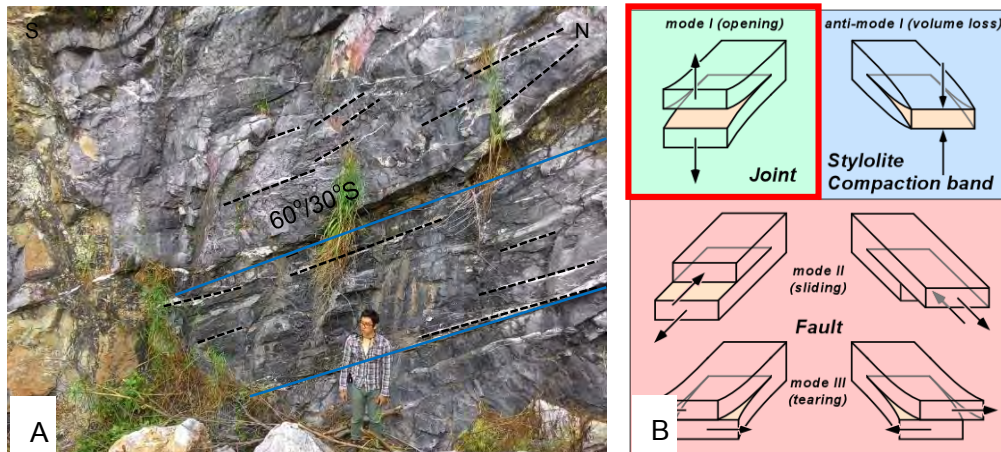 S
N
60°/30°S
A
mode I (opening)
Joint
anti-mode I (volume loss)
Stylolite
Compaction band
mode II
(sliding)
Fault
mode III
(tearing)
B